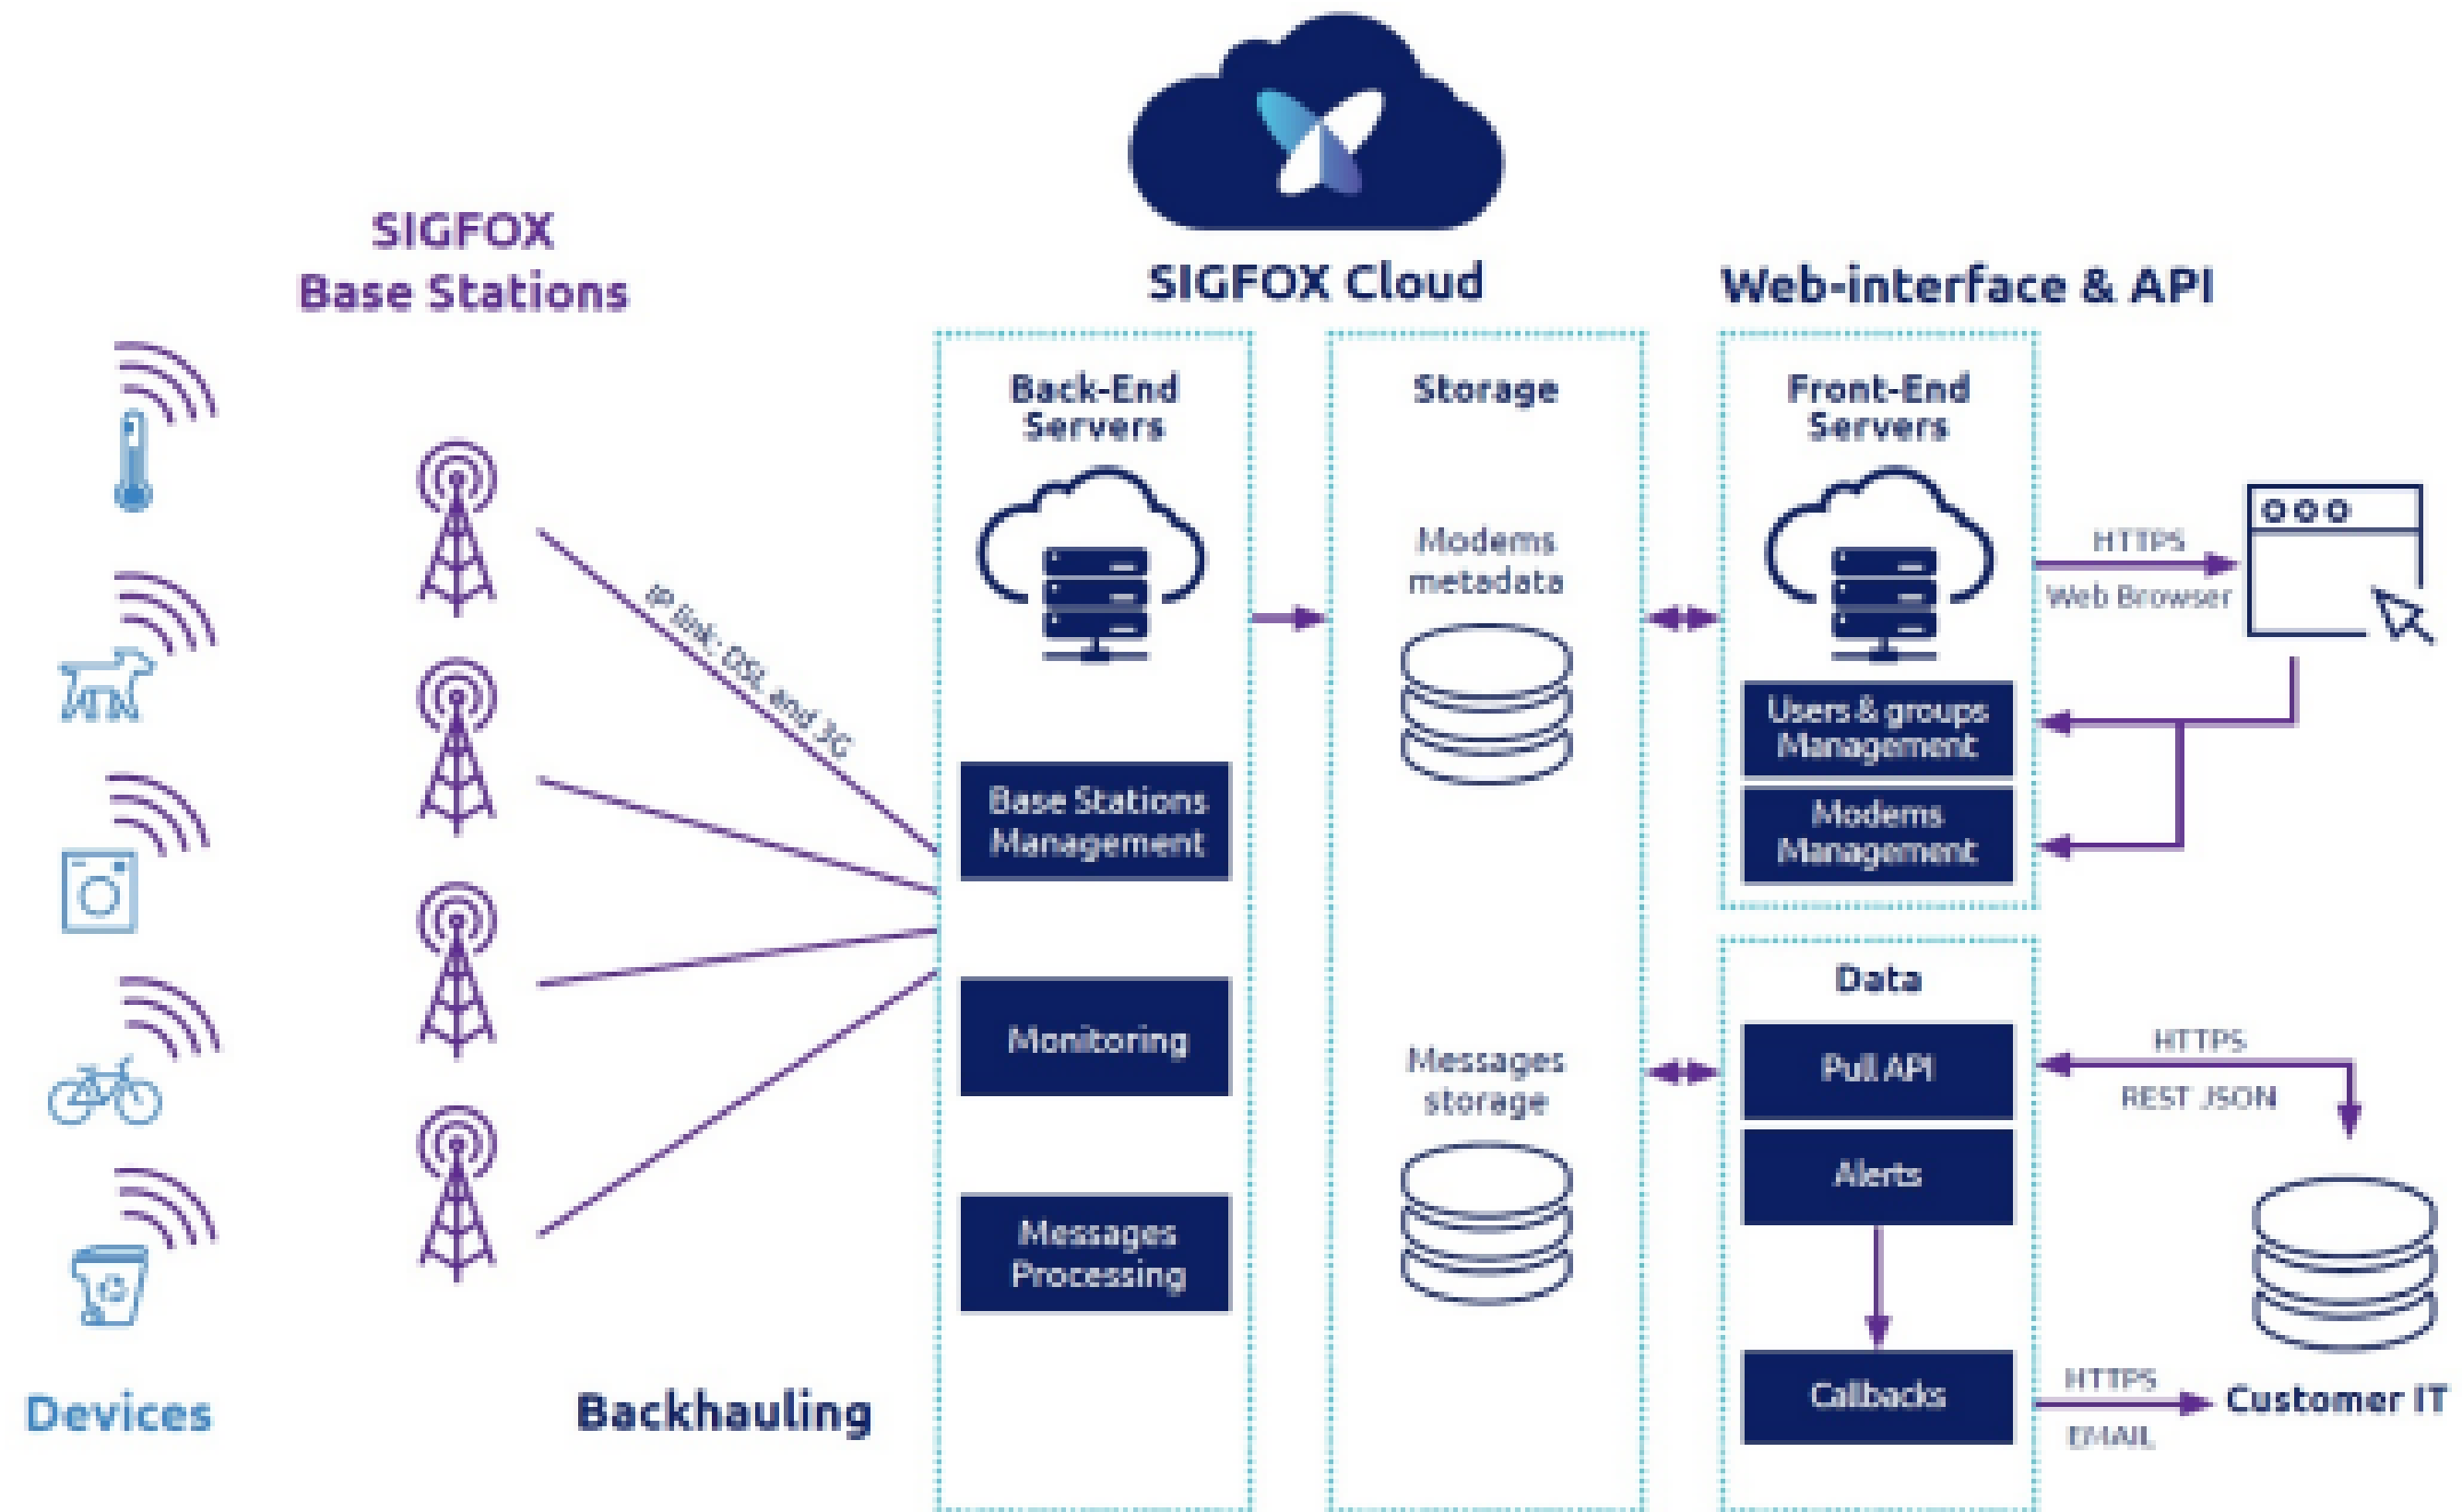 SIGFOX
Base Stations
SIGFOX Cloud
Web-interface & API
Devices
Backhauling
IP link: DSL and 3G
Back-End
Servers
Base Stations
Management
Monitoring
Messages
Processing
Storage
Modems
metadata
Messages
storage
Front-End
Servers
Users & groups
Management
Modems
Management
HTTPS
Web Browser
Data
Pull API
Alerts
Callbacks
HTTPS
REST JSON
HTTPS
EMAIL
Customer IT